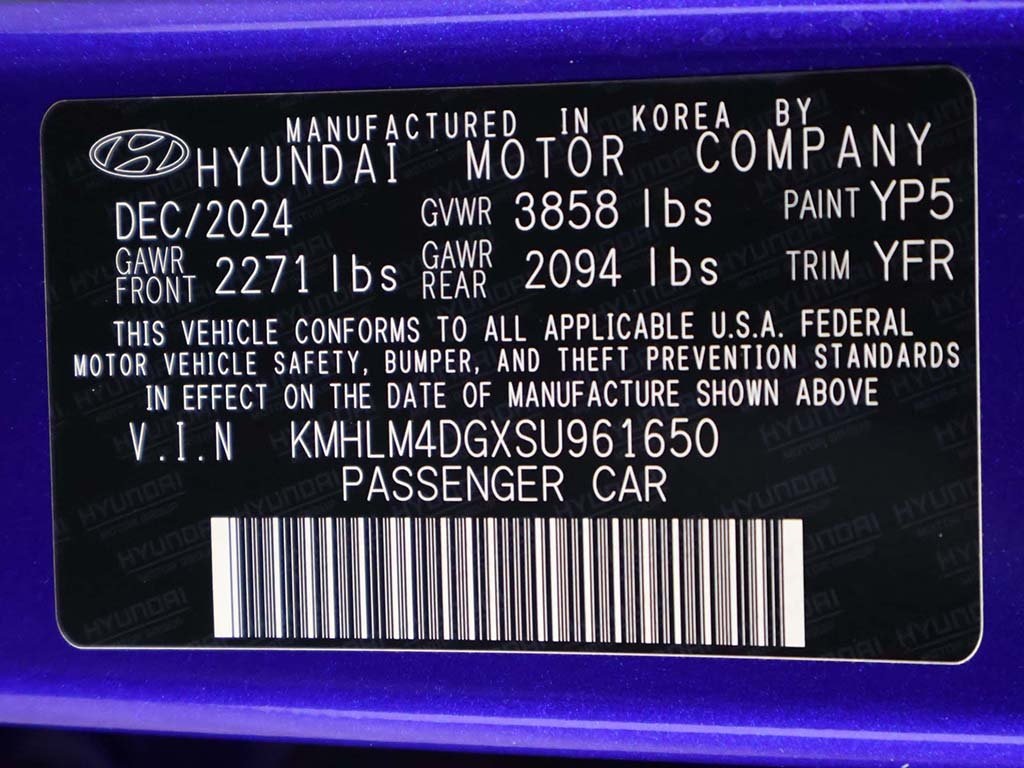 MANUFACTURED IN KOREA BY
HYUNDAI MOTOR COMPANY
DEC/2024 GVWR 3858 lbs PAINT YP5
GAWR FRONT 2271 lbs GAWR REAR 2094 lbs TRIM YFR
THIS VEHICLE CONFORMS TO ALL APPLICABLE U.S.A. FEDERAL
MOTOR VEHICLE SAFETY, BUMPER, AND THEFT PREVENTION STANDARDS
IN EFFECT ON THE DATE OF MANUFACTURE SHOWN ABOVE
V.I.N KMHLM4DGXSU961650
PASSENGER CAR